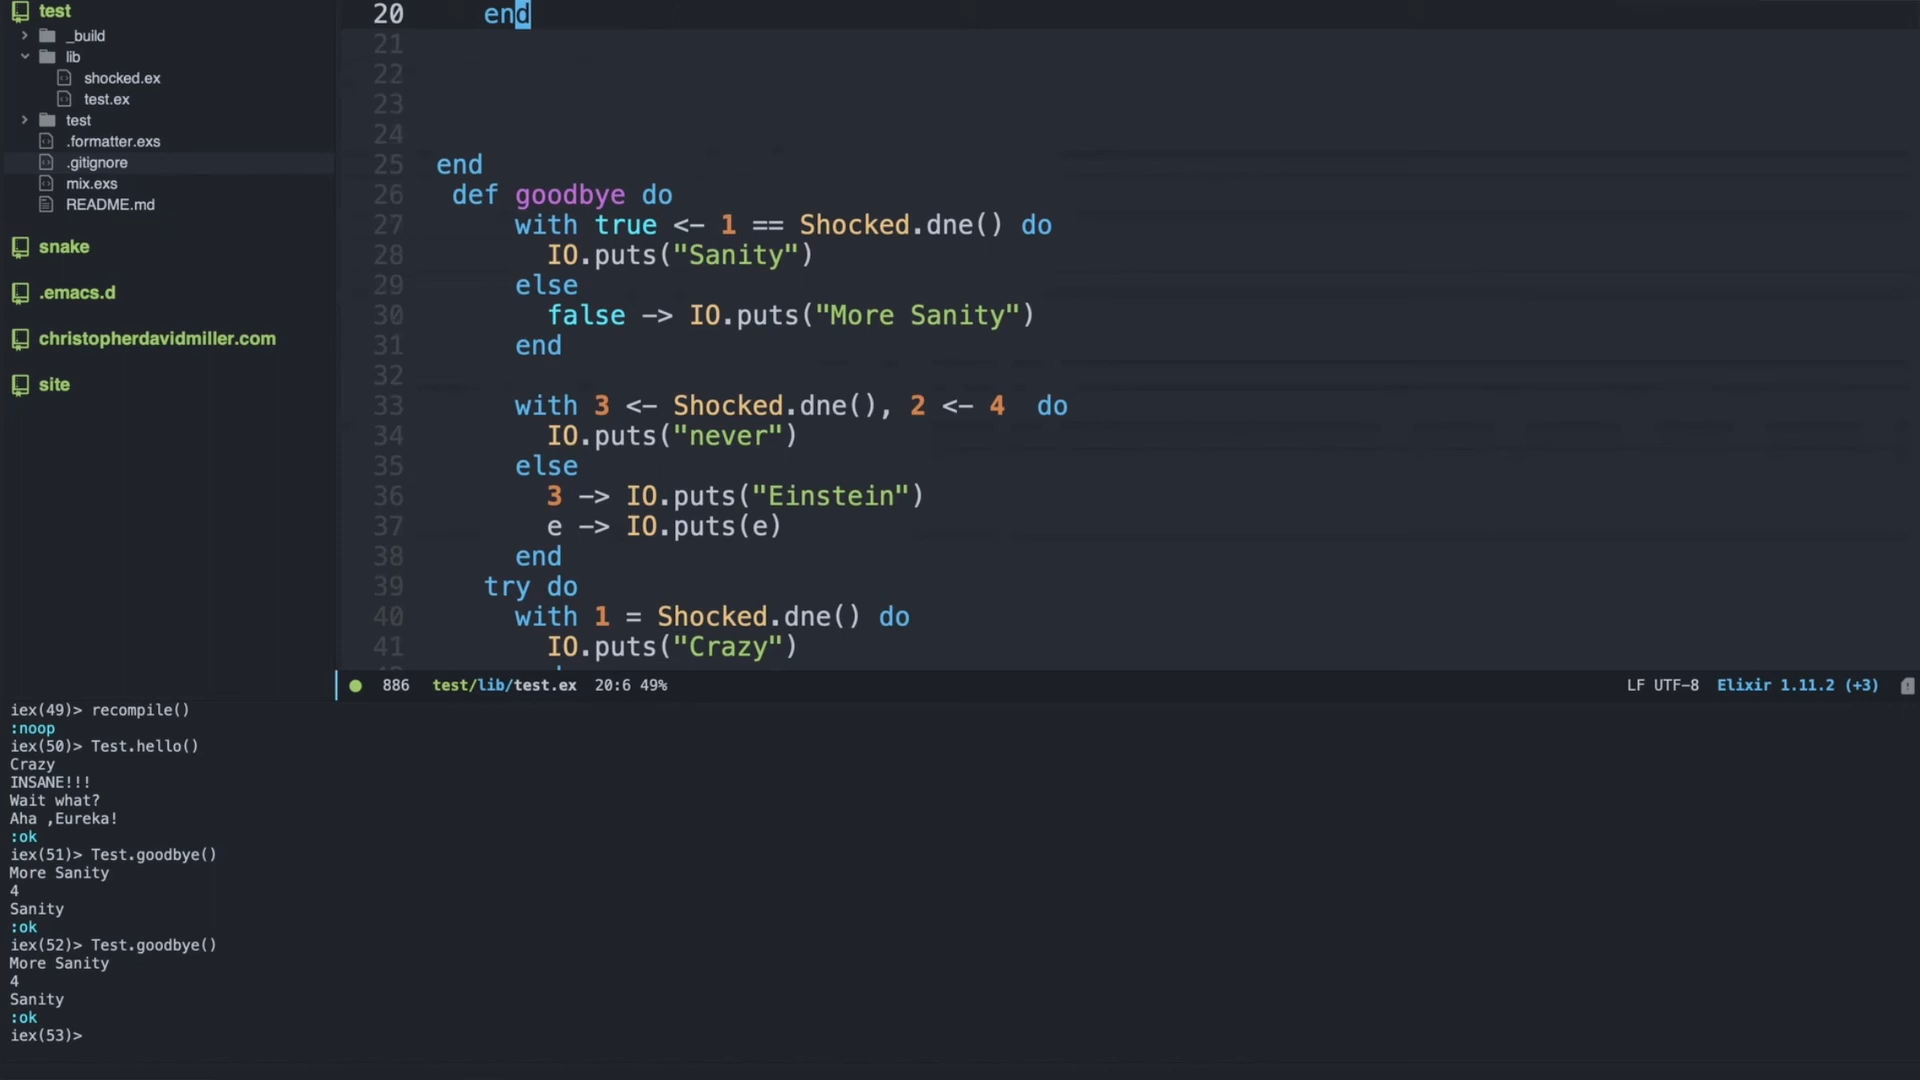 test
_build
lib
shocked.ex
test.ex
test
.formatter.exs
.gitignore
mix.exs
README.md
snake
.emacs.d
christopherdavidmiller.com
site
20 end
21
22
23
24
25 end
26 def goodbye do
27 with true <- 1 == Shocked.dne() do
28 IO.puts("Sanity")
29 else
30 false -> IO.puts("More Sanity")
31 end
32
33 with 3 <- Shocked.dne(), 2 <- 4  do
34 IO.puts("never")
35 else
36 3 -> IO.puts("Einstein")
37 e -> IO.puts(e)
38 end
39 try do
40 with 1 = Shocked.dne() do
41 IO.puts("Crazy")
886 test/lib/test.ex 20:6 49% LF UTF-8 Elixir 1.11.2 (+3)
iex(49)> recompile()
:noop
iex(50)> Test.hello()
Crazy
INSANE!!!
Wait what?
Aha ,Eureka!
:ok
iex(51)> Test.goodbye()
More Sanity
4
Sanity
:ok
iex(52)> Test.goodbye()
More Sanity
4
Sanity
:ok
iex(53)>